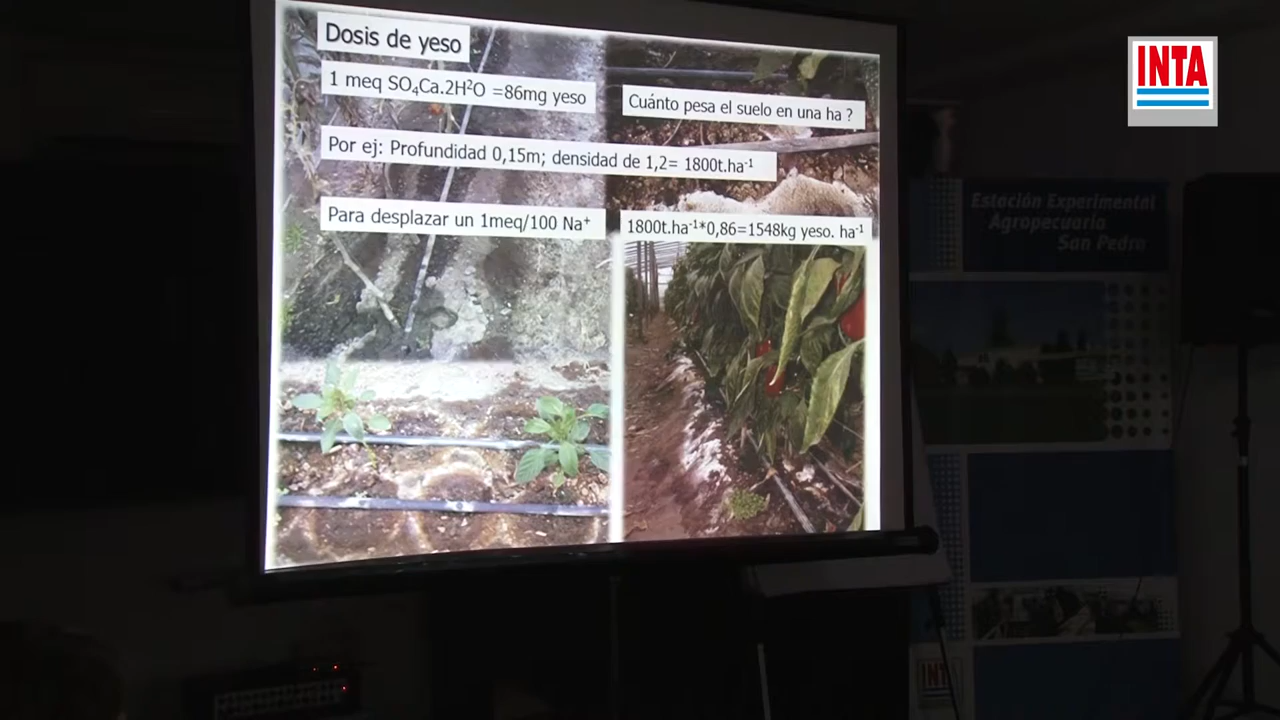 Dosis de yeso
1 meq SO₄Ca.2H²O =86mg yeso
Cuánto pesa el suelo en una ha ?
Por ej: Profundidad 0,15m; densidad de 1,2= 1800t.ha⁻¹
Para desplazar un 1meq/100 Na⁺
1800t.ha⁻¹*0,86=1548kg yeso. ha⁻¹
INTA
Estación Experimental
Agropecuaria
San Pedro
INTA